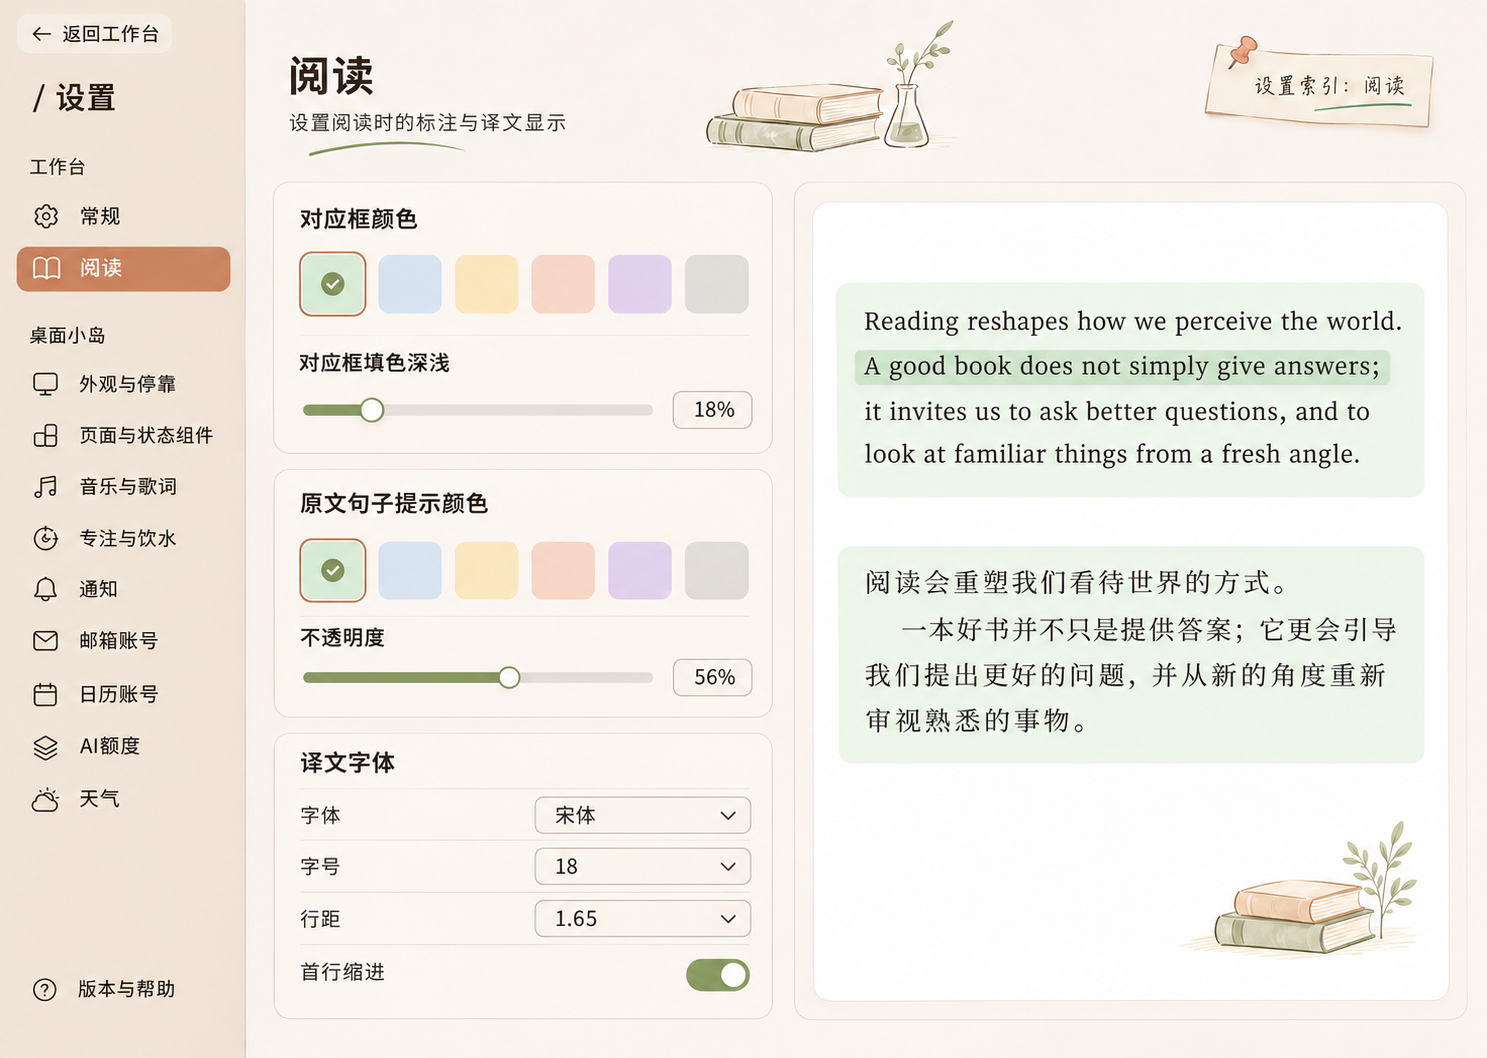 返回工作台
/ 设置
工作台
常规
阅读
桌面小岛
外观与停靠
页面与状态组件
音乐与歌词
专注与饮水
通知
邮箱账号
日历账号
AI额度
天气
版本与帮助
阅读
设置阅读时的标注与译文显示
设置索引：阅读
对应框颜色
对应框填色深浅
18%
原文句子提示颜色
不透明度
56%
译文字体
字体
宋体
字号
18
行距
1.65
首行缩进
Reading reshapes how we perceive the world.
A good book does not simply give answers;
it invites us to ask better questions, and to
look at familiar things from a fresh angle.
阅读会重塑我们看待世界的方式。
一本好书并不只是提供答案；它更会引导
我们提出更好的问题，并从新的角度重新
审视熟悉的事物。